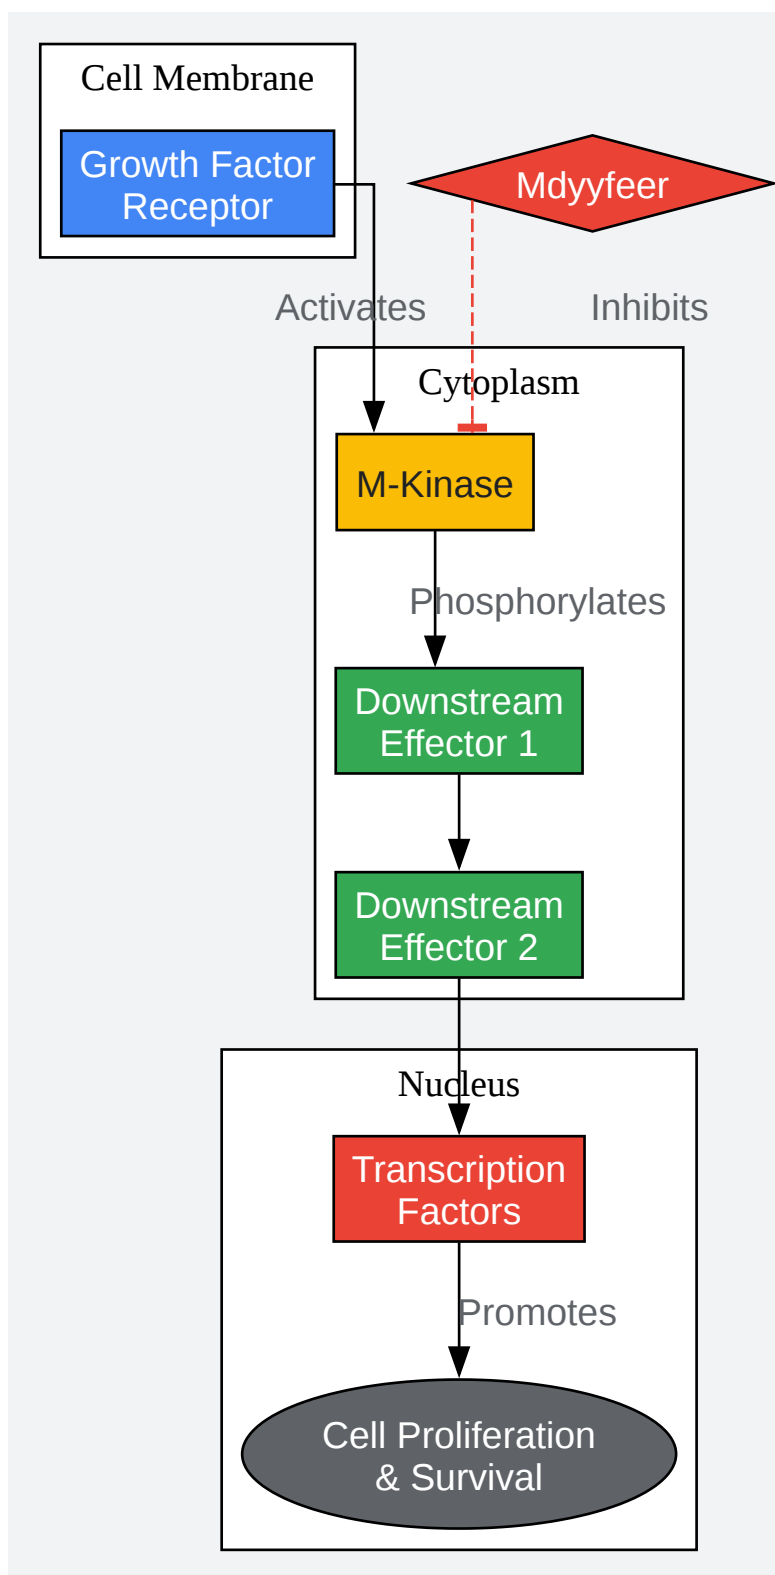 Cell Membrane
Growth Factor
Receptor
Mdyyfeer
Activates
Inhibits
Cytoplasm
M-Kinase
Phosphorylates
Downstream
Effector 1
Downstream
Effector 2
Nucleus
Transcription
Factors
Promotes
Cell Proliferation
& Survival